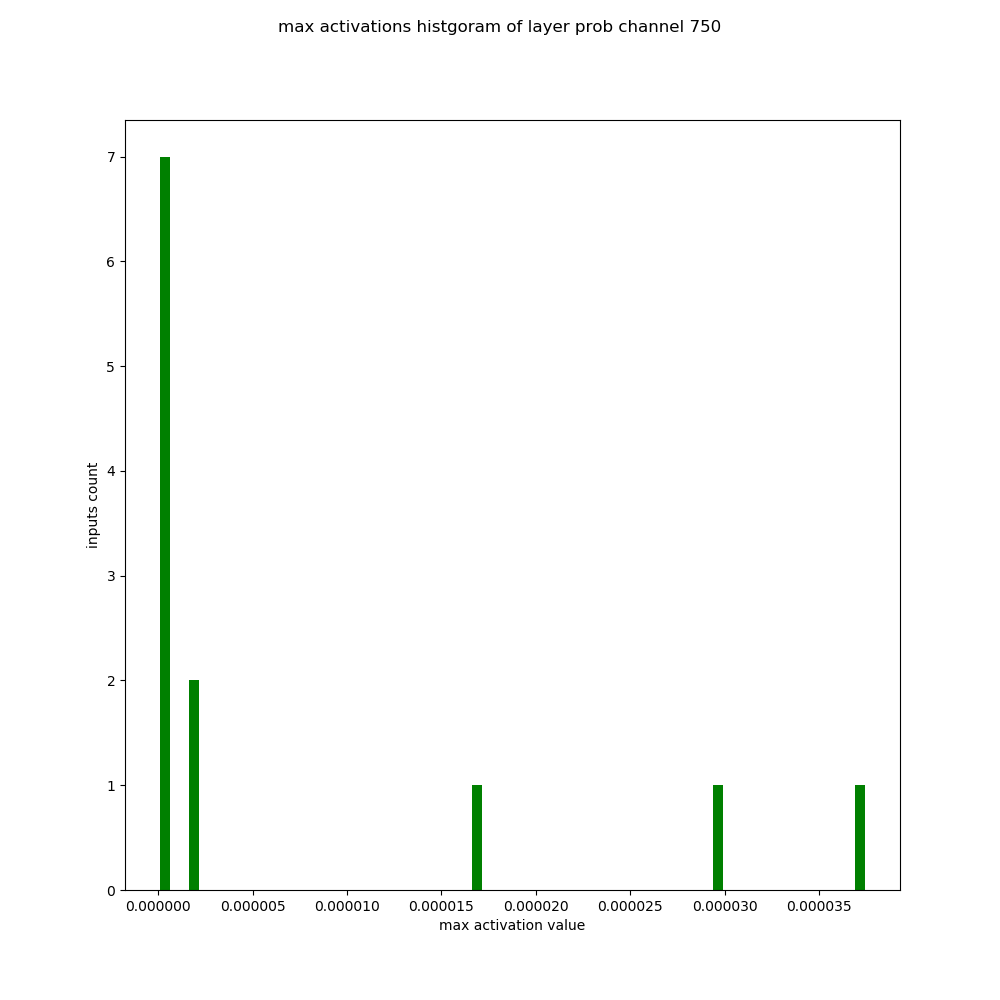 max activations histgoram of layer prob channel 750
7
6
5
4
3
2
1
0
inputs count
0.000000 0.000005 0.000010 0.000015 0.000020 0.000025 0.000030 0.000035
max activation value